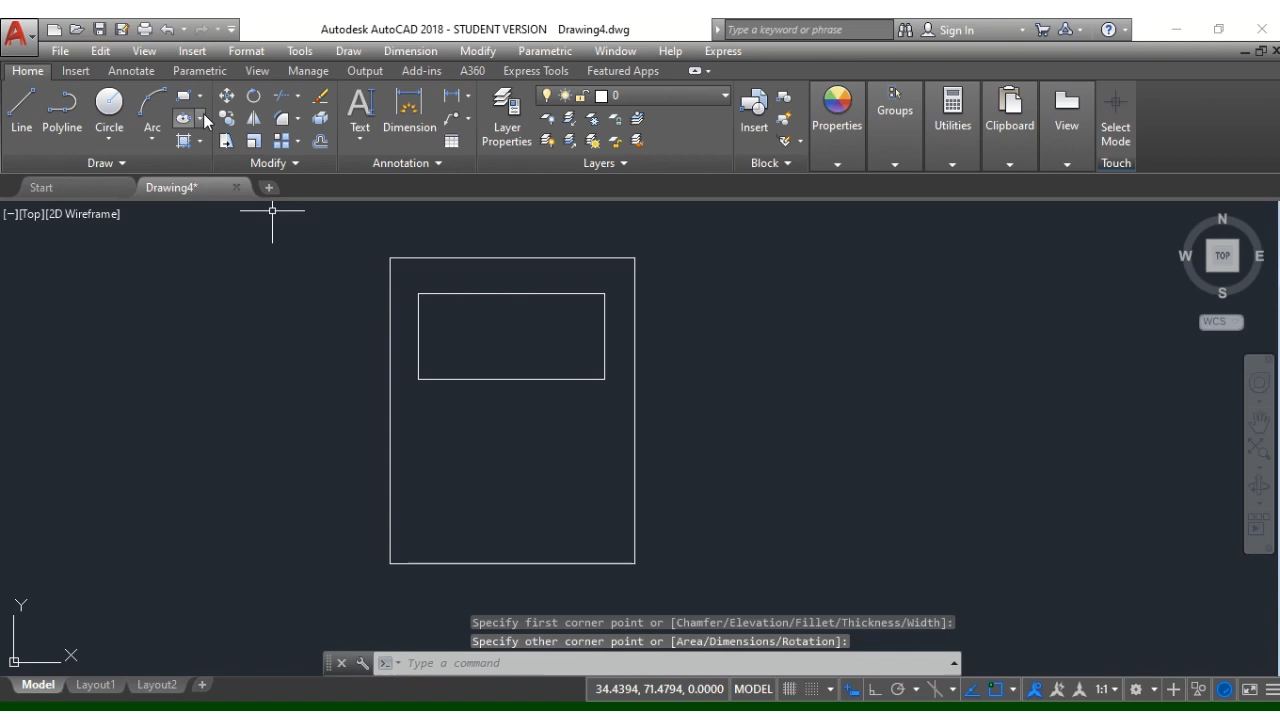 Autodesk AutoCAD 2018 - STUDENT VERSION Drawing4.dwg
Type a keyword or phrase
Sign In
File Edit View Insert Format Tools Draw Dimension Modify Parametric Window Help Express
Home Insert Annotate Parametric View Manage Output Add-ins A360 Express Tools Featured Apps
0
Line Polyline Circle Arc Text Dimension Layer Properties Insert Properties Groups Utilities Clipboard View Select Mode
Draw Modify Annotation Layers Block Touch
Start Drawing4*
[−][Top][2D Wireframe]
N
W TOP E
S
WCS
Y
X
Specify first corner point or [Chamfer/Elevation/Fillet/Thickness/Width]:
Specify other corner point or [Area/Dimensions/Rotation]:
Type a command
Model Layout1 Layout2
34.4394, 71.4794, 0.0000 MODEL 1:1